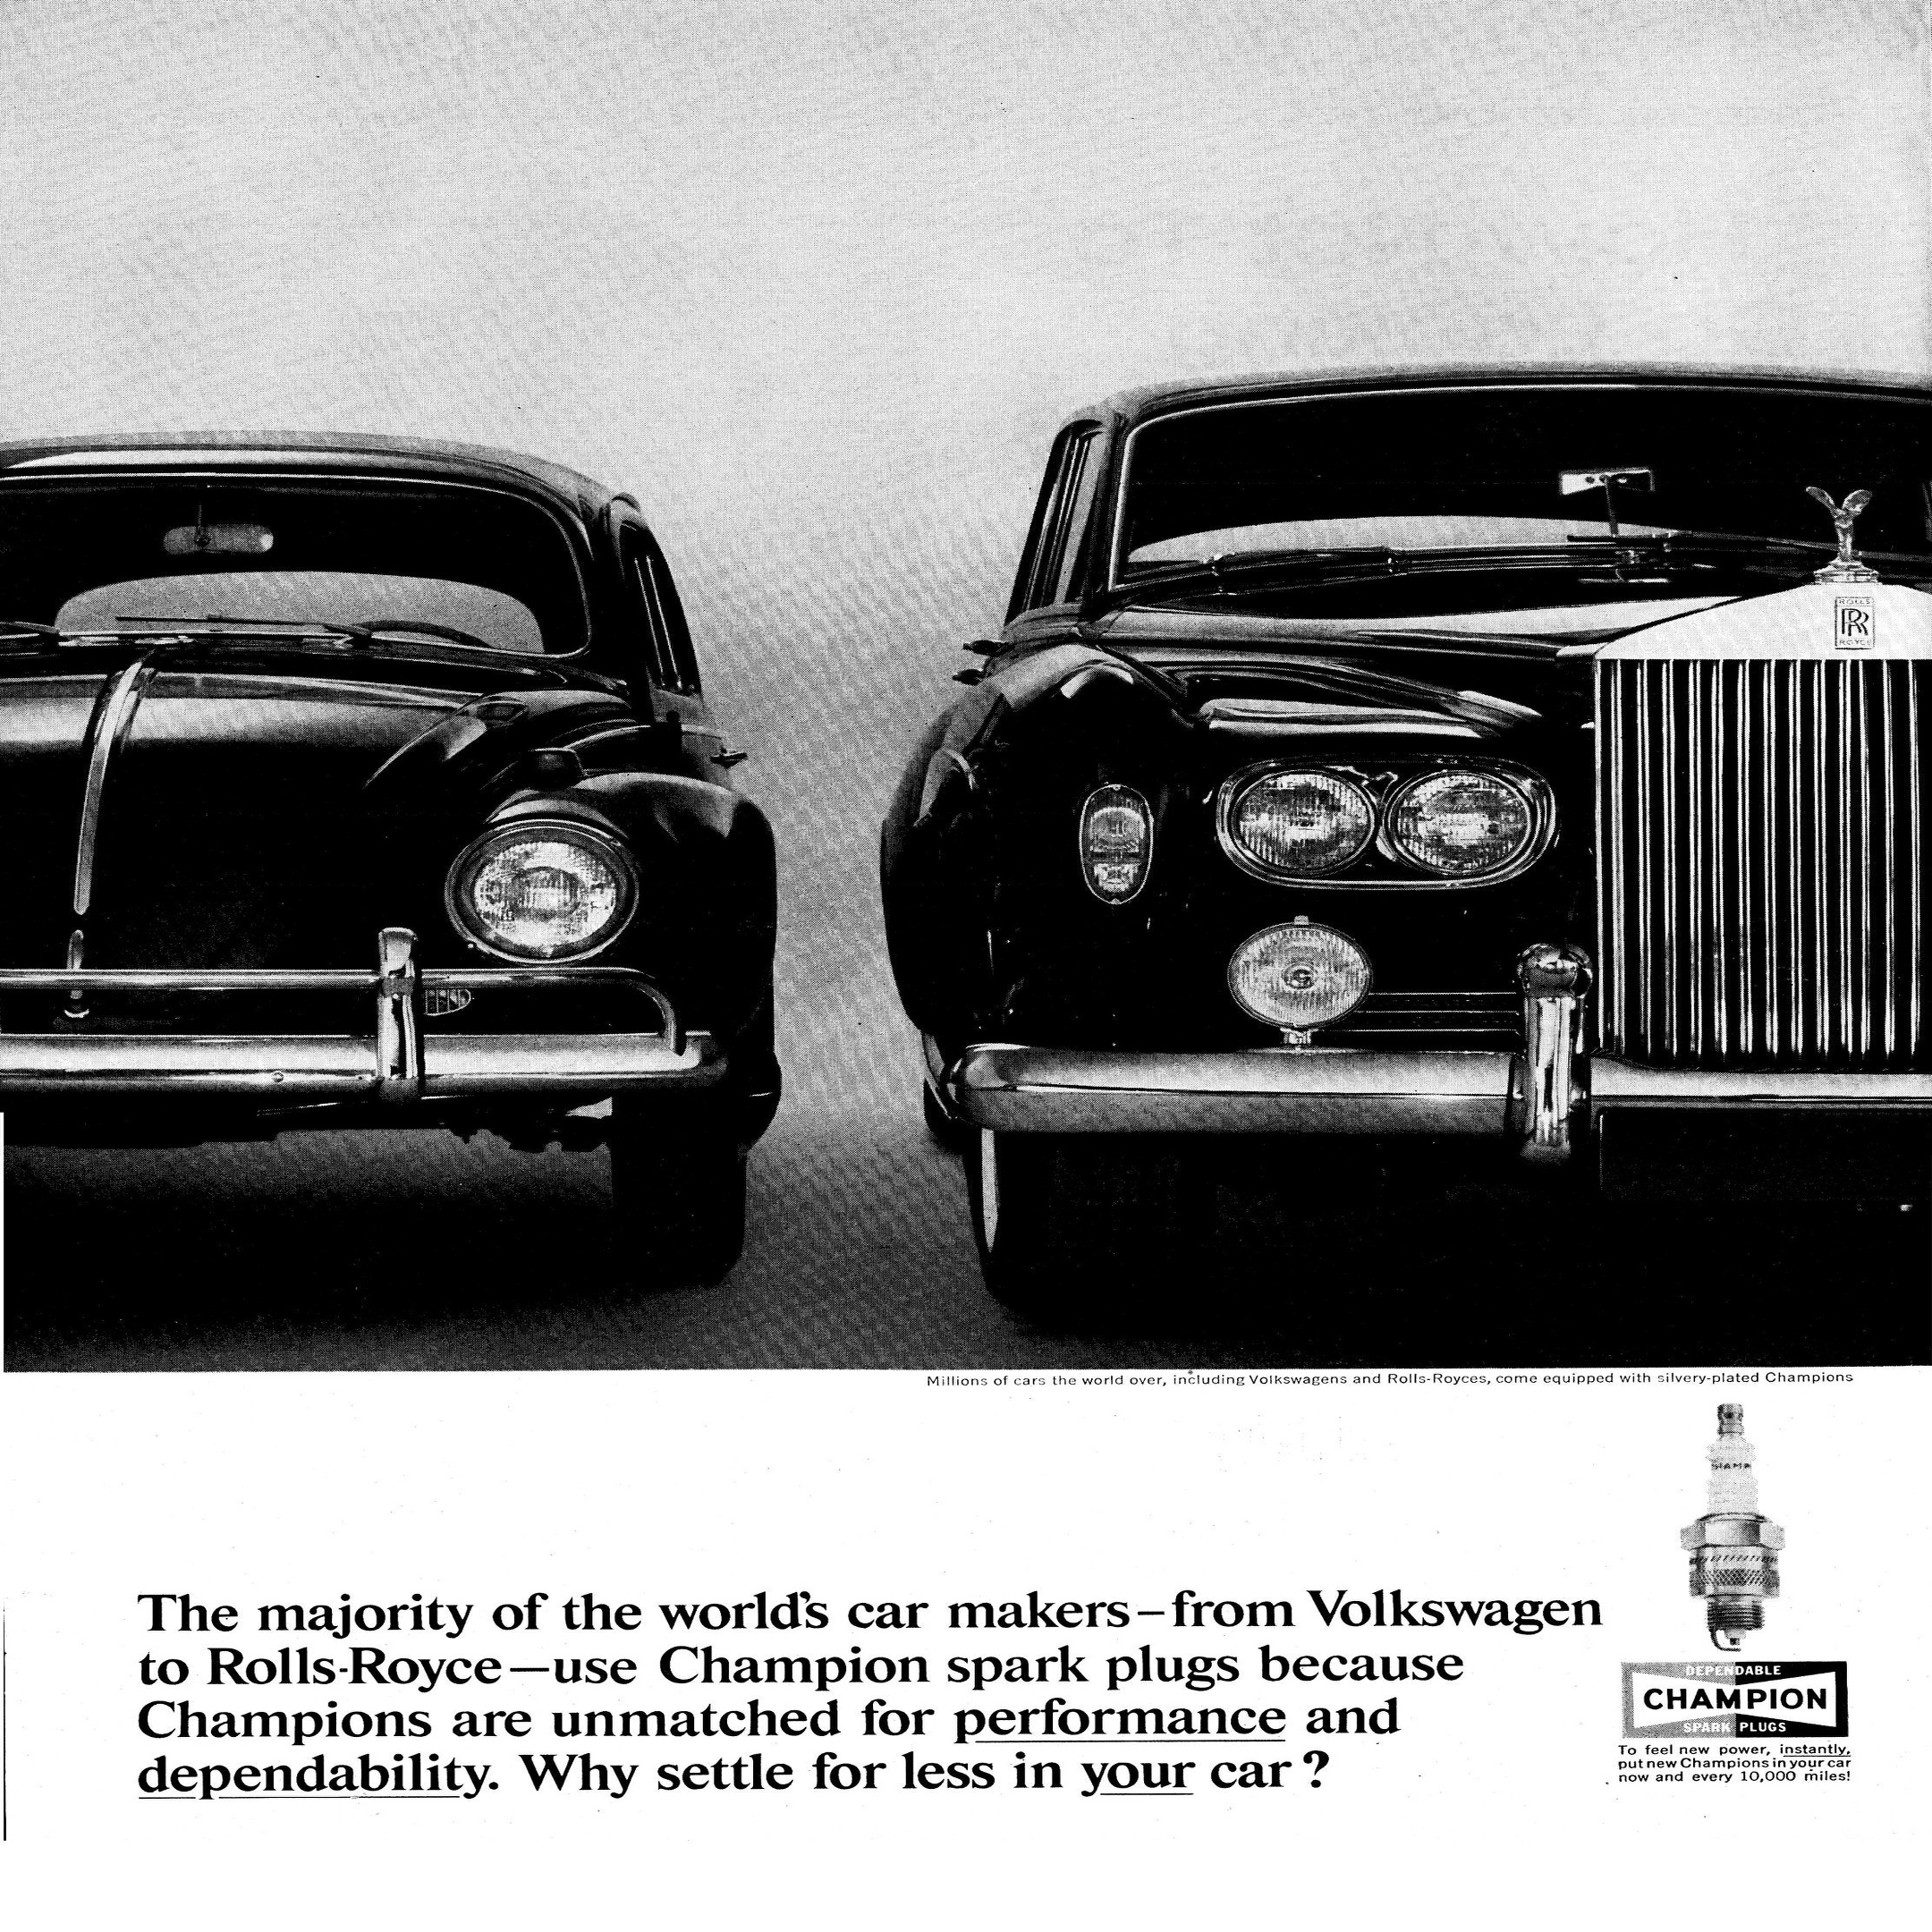 ROLLS
RR
ROYCE
Millions of cars the world over, including Volkswagens and Rolls-Royces, come equipped with silvery-plated Champions
The majority of the world's car makers—from Volkswagen
to Rolls-Royce—use Champion spark plugs because
Champions are unmatched for performance and
dependability. Why settle for less in your car?
DEPENDABLE
CHAMPION
SPARK PLUGS
To feel new power, instantly,
put new Champions in your car
now and every 10,000 miles!